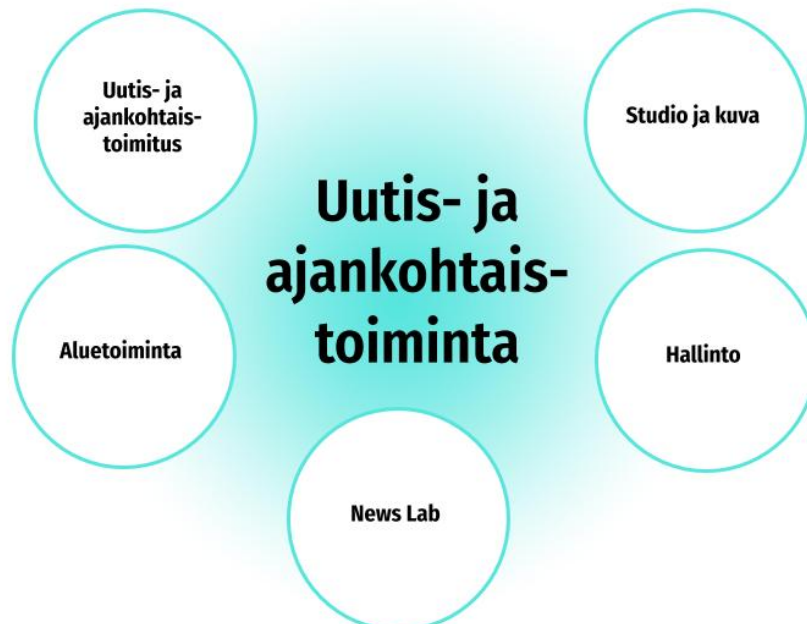 Uutis- ja
ajankohtais-
toimitus
Studio ja kuva
Uutis- ja
ajankohtais-
toiminta
Aluetoiminta
Hallinto
News Lab